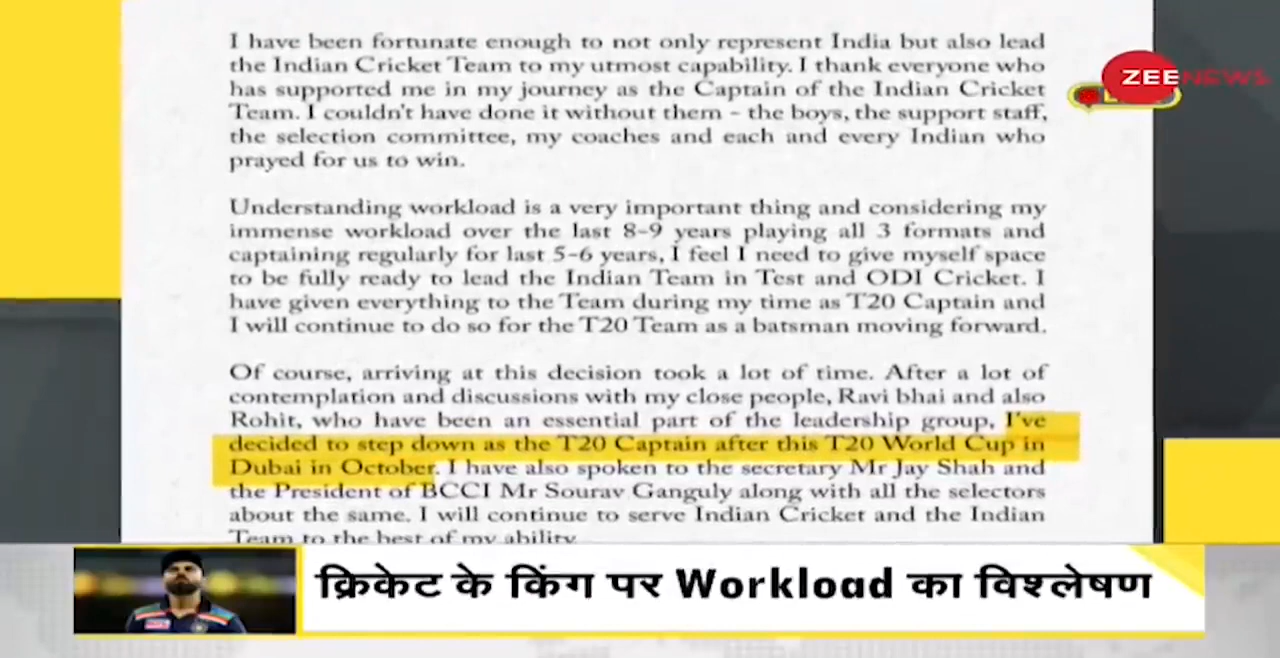 I have been fortunate enough to not only represent India but also lead
the Indian Cricket Team to my utmost capability. I thank everyone who
has supported me in my journey as the Captain of the Indian Cricket
Team. I couldn't have done it without them - the boys, the support staff,
the selection committee, my coaches and each and every Indian who
prayed for us to win.
Understanding workload is a very important thing and considering my
immense workload over the last 8-9 years playing all 3 formats and
captaining regularly for last 5-6 years, I feel I need to give myself space
to be fully ready to lead the Indian Team in Test and ODI Cricket. I
have given everything to the Team during my time as T20 Captain and
I will continue to do so for the T20 Team as a batsman moving forward.
Of course, arriving at this decision took a lot of time. After a lot of
contemplation and discussions with my close people, Ravi bhai and also
Rohit, who have been an essential part of the leadership group, I've
decided to step down as the T20 Captain after this T20 World Cup in
Dubai in October. I have also spoken to the secretary Mr Jay Shah and
the President of BCCI Mr Sourav Ganguly along with all the selectors
about the same. I will continue to serve Indian Cricket and the Indian
Team to the best of my ability
ZEE NEWS
क्रिकेट के किंग पर Workload का विश्लेषण